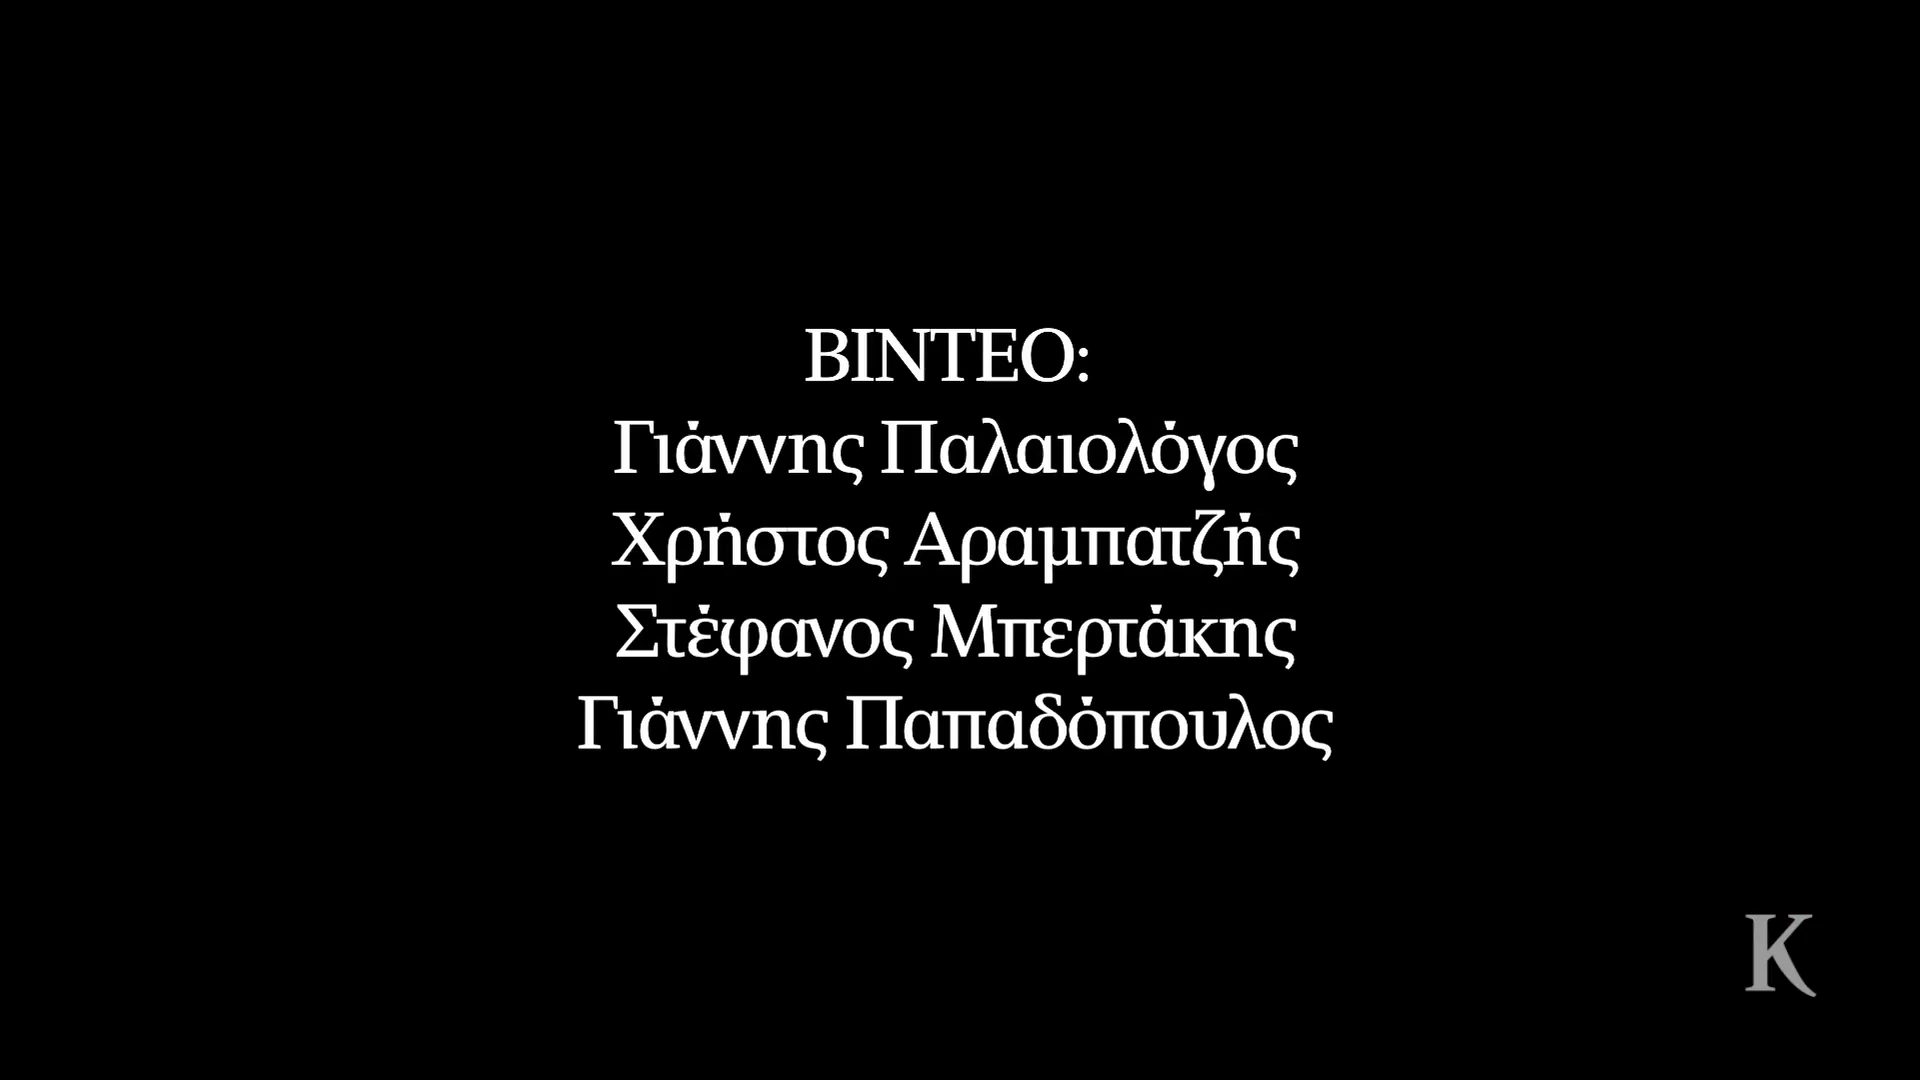 ΒΙΝΤΕΟ:
Γιάννης Παλαιολόγος
Χρήστος Αραμπατζής
Στέφανος Μπερτάκης
Γιάννης Παπαδόπουλος
K